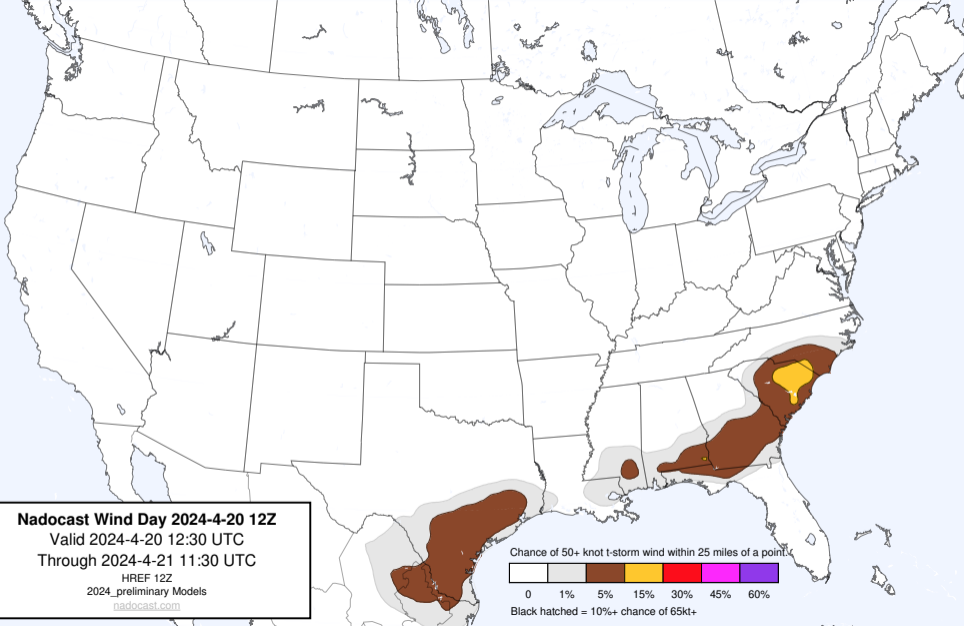 Nadocast Wind Day 2024-4-20 12Z
Valid 2024-4-20 12:30 UTC
Through 2024-4-21 11:30 UTC
HREF 12Z
2024_preliminary Models
nadocast.com
Chance of 50+ knot t-storm wind within 25 miles of a point.
0 1% 5% 15% 30% 45% 60%
Black hatched = 10%+ chance of 65kt+